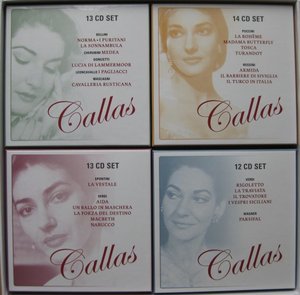 13 CD SET
BELLINI
NORMA • I PURITANI
LA SONNAMBULA
CHERUBINI MEDEA
DONIZETTI
LUCIA DI LAMMERMOOR
LEONCAVALLO PAGLIACCI
MASCAGNI
CAVALLERIA RUSTICANA
Callas
14 CD SET
PUCCINI
LA BOHÈME
MADAMA BUTTERFLY
TOSCA
TURANDOT
ROSSINI
ARMIDA
IL BARBIERE DI SIVIGLIA
IL TURCO IN ITALIA
Callas
13 CD SET
SPONTINI
LA VESTALE
VERDI
AIDA
UN BALLO IN MASCHERA
LA FORZA DEL DESTINO
MACBETH
NABUCCO
Callas
12 CD SET
VERDI
RIGOLETTO
LA TRAVIATA
IL TROVATORE
I VESPRI SICILIANI
WAGNER
PARSIFAL
Callas